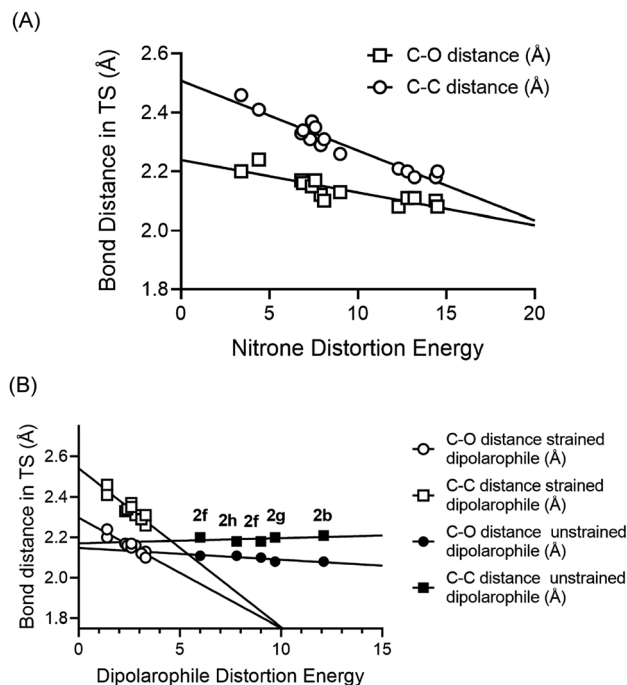 (A)
C-O distance (Å)
C-C distance (Å)
Bond Distance in TS (Å)
2.6
2.4
2.2
2.0
1.8
0 5 10 15 20
Nitrone Distortion Energy
(B)
Bond distance in TS (Å)
2.6
2.4
2.2
2.0
1.8
2f 2h 2f 2g 2b
0 5 10 15
Dipolarophile Distortion Energy
C-O distance strained
dipolarophile (Å)
C-C distance strained
dipolarophile (Å)
C-O distance unstrained
dipolarophile (Å)
C-C distance unstrained
dipolarophile (Å)